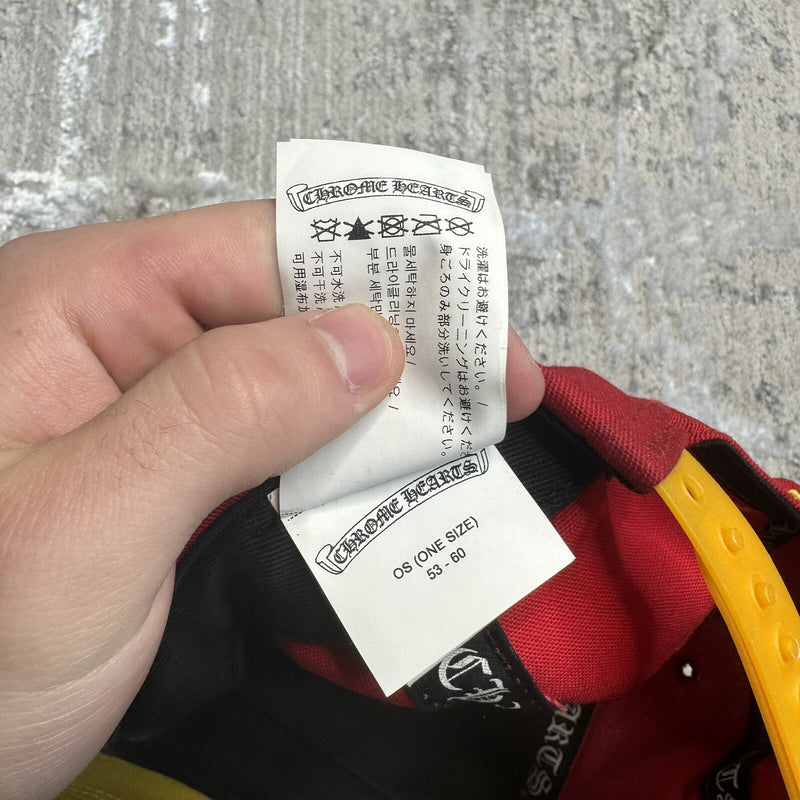 CHROME HEARTS
洗濯はお避けください。/
ドライクリーニングはお避けくださ
身ごろのみ部分洗いしてください。
물세탁하지 마세요 /
드라이클리닝
부분 세탁만
不可水洗
不可干洗
可用湿布
CHROME HEARTS
OS (ONE SIZE)
53 - 60